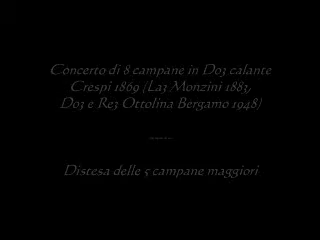 Concerto di 8 campane in Do3 calante
Crespi 1869 (La3 Monzini 1883,
Do3 e Re3 Ottolina Bergamo 1948)
Distesa delle 5 campane maggiori